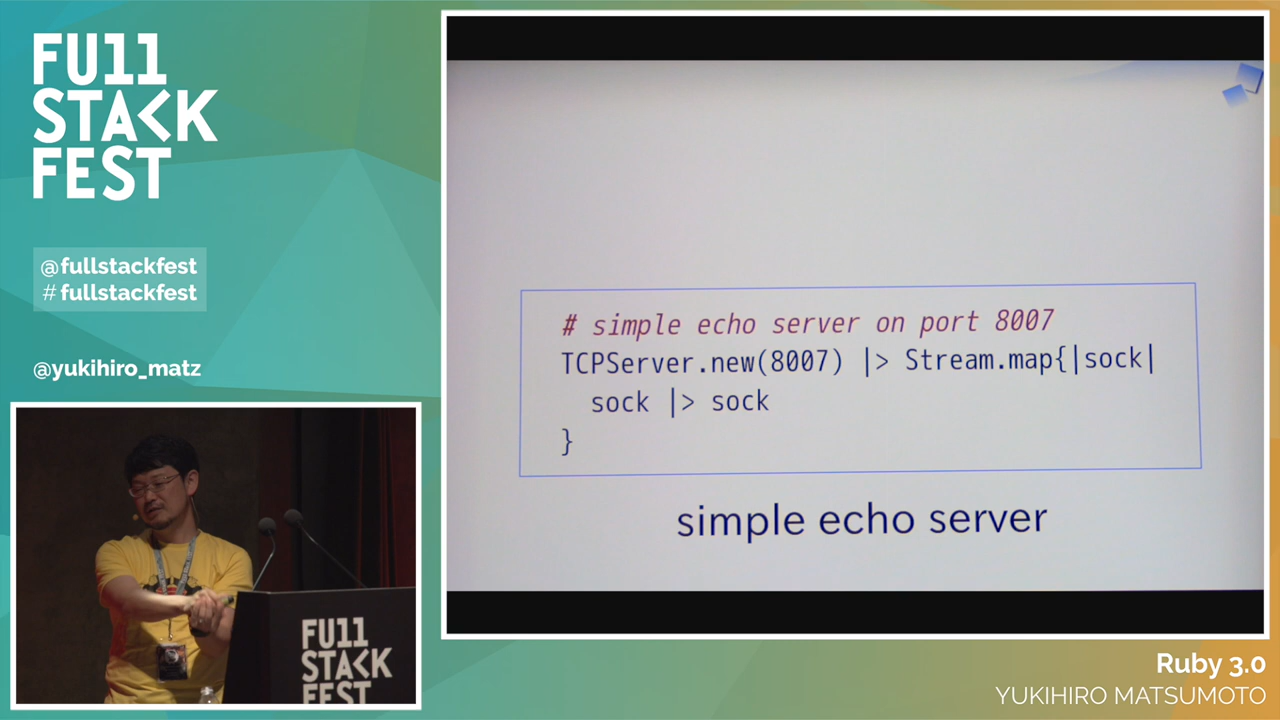 FU11
STACK
FEST
@fullstackfest
# fullstackfest
@yukihiro_matz
# simple echo server on port 8007
TCPServer.new(8007) |> Stream.map{|sock|
sock |> sock
}
simple echo server
FU11
STACK
FEST
Ruby 3.0
YUKIHIRO MATSUMOTO